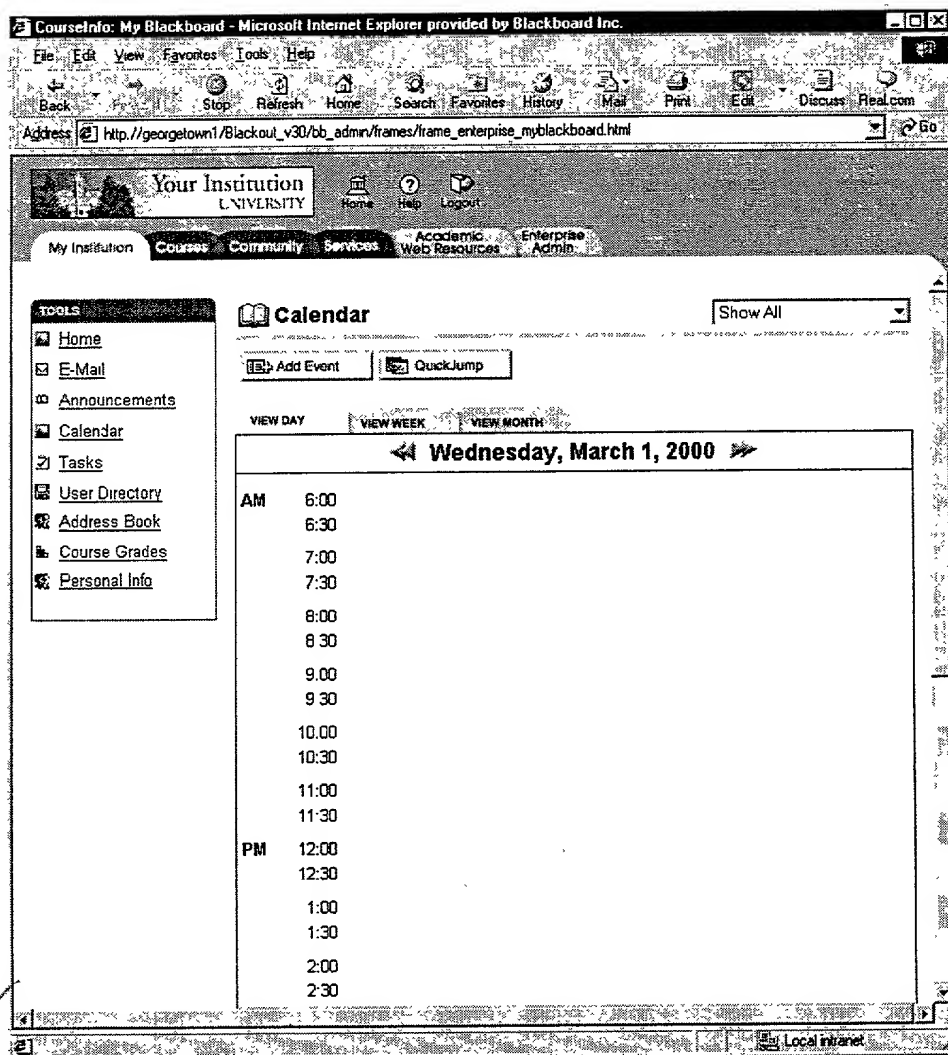 CourseInfo: My Blackboard - Microsoft Internet Explorer provided by Blackboard Inc.
File Edit View Favorites Tools Help
Back Stop Refresh Home Search Favorites History Mail Print Edit Discuss Real.com
Address http://georgetown1/Blackout_v30/bb_admin/frames/frame_enterprise_myblackboard.html Go
Your Institution
UNIVERSITY
Home Help Logout
My Institution Courses Community Services Academic Web Resources Enterprise Admin
TOOLS
Home
E-Mail
Announcements
Calendar
Tasks
User Directory
Address Book
Course Grades
Personal Info
Calendar Show All
Add Event QuickJump
VIEW DAY VIEW WEEK VIEW MONTH
Wednesday, March 1, 2000
AM 6:00
6:30
7:00
7:30
8:00
8 30
9.00
9 30
10.00
10:30
11:00
11:30
PM 12:00
12:30
1:00
1:30
2:00
2:30
Local intranet